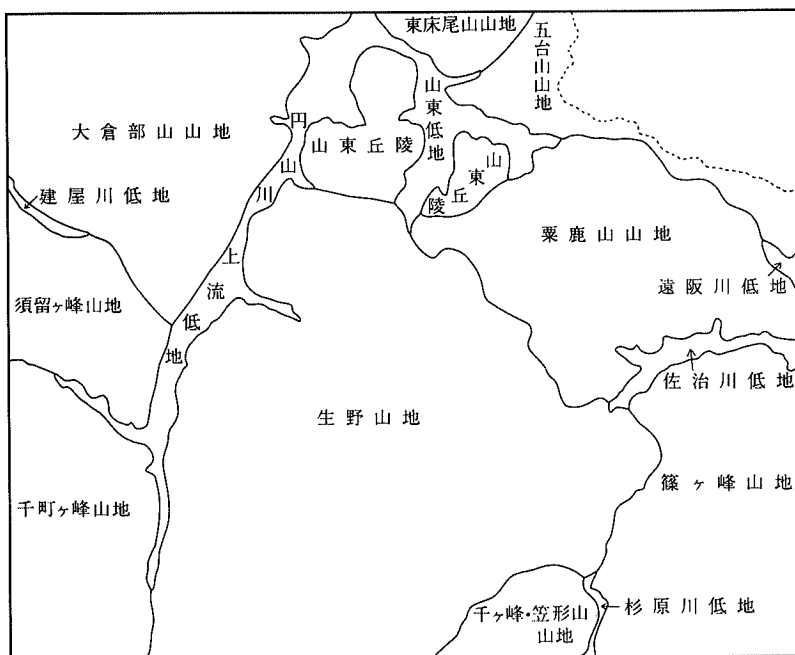 東床尾山山地
五台山山地
大倉部山山地
円山川上流低地
山東丘陵
山東低地
山東丘陵
建屋川低地
粟鹿山山地
遠阪川低地
須留ヶ峰山地
佐治川低地
生野山地
千町ヶ峰山地
篠ヶ峰山地
千ヶ峰・笠形山
山地
杉原川低地